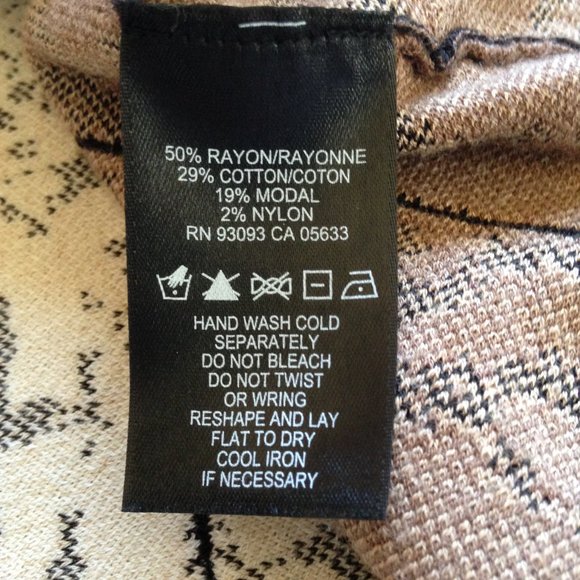 50% RAYON/RAYONNE
29% COTTON/COTON
19% MODAL
2% NYLON
RN 93093 CA 05633
HAND WASH COLD
SEPARATELY
DO NOT BLEACH
DO NOT TWIST
OR WRING
RESHAPE AND LAY
FLAT TO DRY
COOL IRON
IF NECESSARY